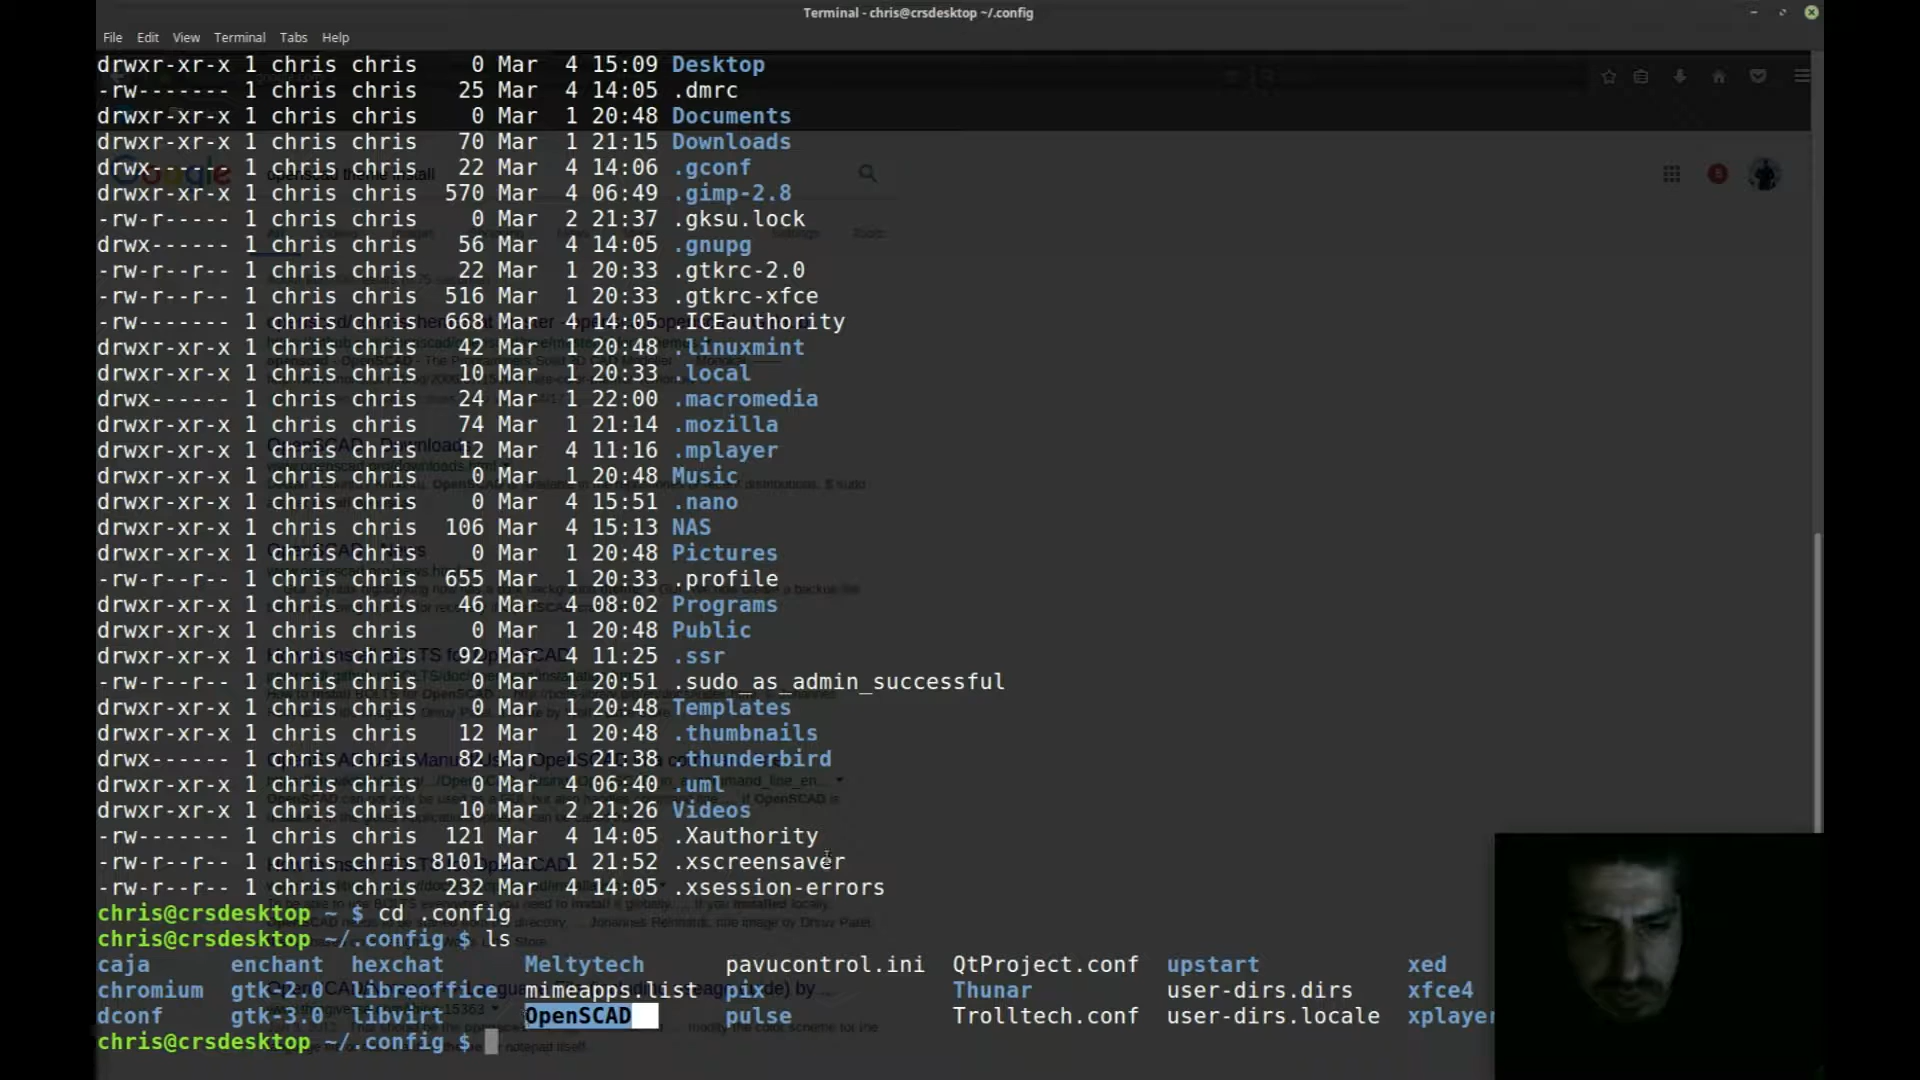 Terminal - chris@crsdesktop ~/.config
File Edit View Terminal Tabs Help
drwxr-xr-x 1 chris chris 0 Mar 4 15:09 Desktop
-rw------- 1 chris chris 25 Mar 4 14:05 .dmrc
drwxr-xr-x 1 chris chris 0 Mar 1 20:48 Documents
drwxr-xr-x 1 chris chris 70 Mar 1 21:15 Downloads
drwx------ 1 chris chris 22 Mar 4 14:06 .gconf
Google openscad theme install
drwxr-xr-x 1 chris chris 570 Mar 4 06:49 .gimp-2.8
-rw-r----- 1 chris chris 0 Mar 2 21:37 .gksu.lock
drwx------ 1 chris chris 56 Mar 4 14:05 .gnupg
-rw-r--r-- 1 chris chris 22 Mar 1 20:33 .gtkrc-2.0
-rw-r--r-- 1 chris chris 516 Mar 1 20:33 .gtkrc-xfce
-rw------- 1 chris chris 668 Mar 4 14:05 .ICEauthority
drwxr-xr-x 1 chris chris 42 Mar 1 20:48 .linuxmint
drwxr-xr-x 1 chris chris 10 Mar 1 20:33 .local
drwx------ 1 chris chris 24 Mar 1 22:00 .macromedia
drwxr-xr-x 1 chris chris 74 Mar 1 21:14 .mozilla
drwxr-xr-x 1 chris chris 12 Mar 4 11:16 .mplayer
drwxr-xr-x 1 chris chris 0 Mar 1 20:48 Music
drwxr-xr-x 1 chris chris 0 Mar 4 15:51 .nano
drwxr-xr-x 1 chris chris 106 Mar 4 15:13 NAS
drwxr-xr-x 1 chris chris 0 Mar 1 20:48 Pictures
-rw-r--r-- 1 chris chris 655 Mar 1 20:33 .profile
drwxr-xr-x 1 chris chris 46 Mar 4 08:02 Programs
drwxr-xr-x 1 chris chris 0 Mar 1 20:48 Public
drwxr-xr-x 1 chris chris 92 Mar 4 11:25 .ssr
-rw-r--r-- 1 chris chris 0 Mar 1 20:51 .sudo_as_admin_successful
drwxr-xr-x 1 chris chris 0 Mar 1 20:48 Templates
drwxr-xr-x 1 chris chris 12 Mar 1 20:48 .thumbnails
drwx------ 1 chris chris 82 Mar 1 21:38 .thunderbird
drwxr-xr-x 1 chris chris 0 Mar 4 06:40 .uml
drwxr-xr-x 1 chris chris 10 Mar 2 21:26 Videos
-rw------- 1 chris chris 121 Mar 4 14:05 .Xauthority
-rw-r--r-- 1 chris chris 8101 Mar 1 21:52 .xscreensaver
-rw-r--r-- 1 chris chris 232 Mar 4 14:05 .xsession-errors
chris@crsdesktop ~ $ cd .config
chris@crsdesktop ~/.config $ ls
caja enchant hexchat Meltytech pavucontrol.ini QtProject.conf upstart xed
chromium gtk-2.0 libreoffice mimeapps.list pix Thunar user-dirs.dirs xfce4
dconf gtk-3.0 libvirt OpenSCAD pulse Trolltech.conf user-dirs.locale xplayer
chris@crsdesktop ~/.config $